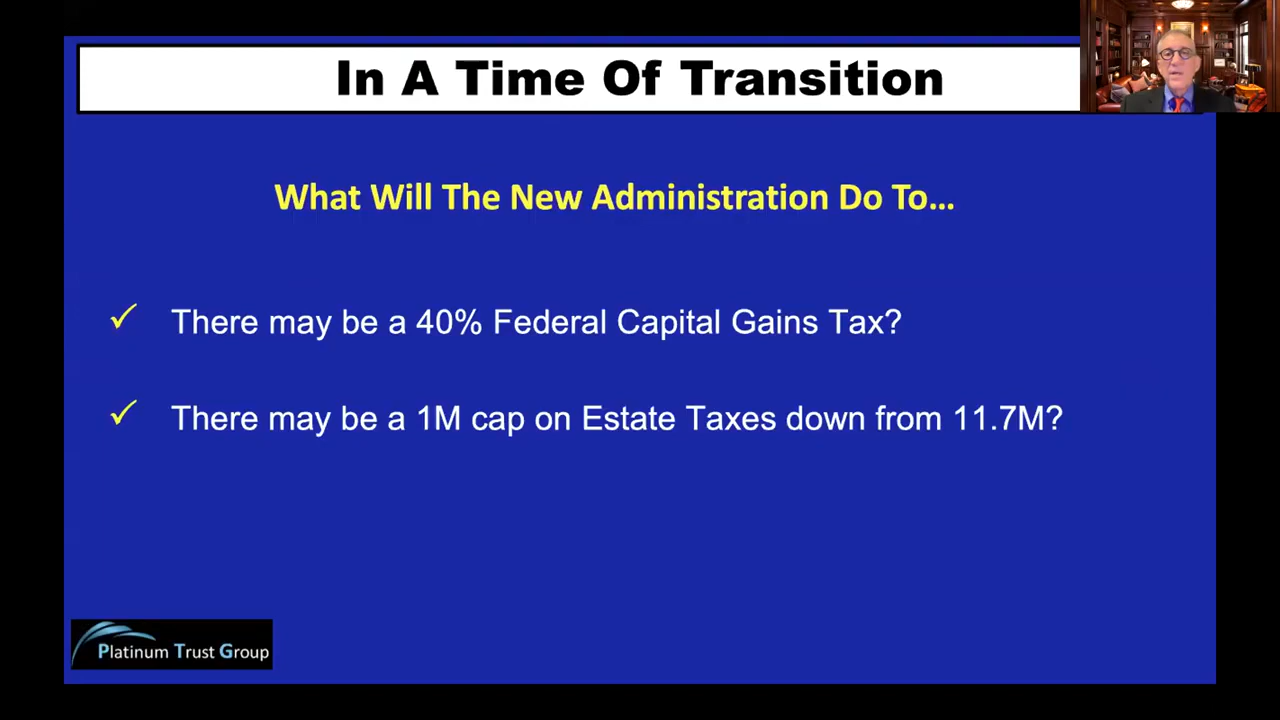 In A Time Of Transition
What Will The New Administration Do To...
✓ There may be a 40% Federal Capital Gains Tax?
✓ There may be a 1M cap on Estate Taxes down from 11.7M?
Platinum Trust Group